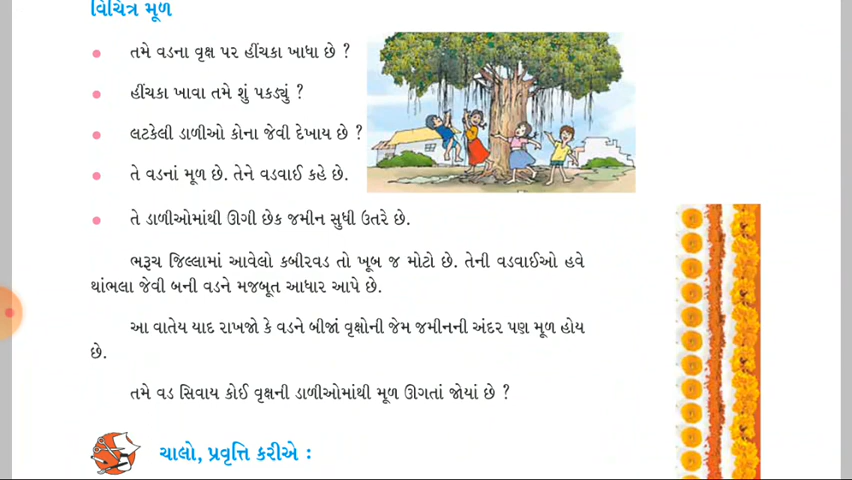 વિચિત્ર મૂળ
તમે વડના વૃક્ષ પર હીંચકા ખાધા છે ?
હીંચકા ખાવા તમે શું પકડ્યું ?
લટકેલી ડાળીઓ કોના જેવી દેખાય છે ?
તે વડનાં મૂળ છે. તેને વડવાઈ કહે છે.
તે ડાળીઓમાંથી ઊગી છેક જમીન સુધી ઉતરે છે.
ભરૂચ જિલ્લામાં આવેલો કબીરવડ તો ખૂબ જ મોટો છે. તેની વડવાઈઓ હવે
થાંભલા જેવી બની વડને મજબૂત આધાર આપે છે.
આ વાતેય યાદ રાખજો કે વડને બીજાં વૃક્ષોની જેમ જમીનની અંદર પણ મૂળ હોય
છે.
તમે વડ સિવાય કોઈ વૃક્ષની ડાળીઓમાંથી મૂળ ઊગતાં જોયાં છે ?
ચાલો, પ્રવૃત્તિ કરીએ :